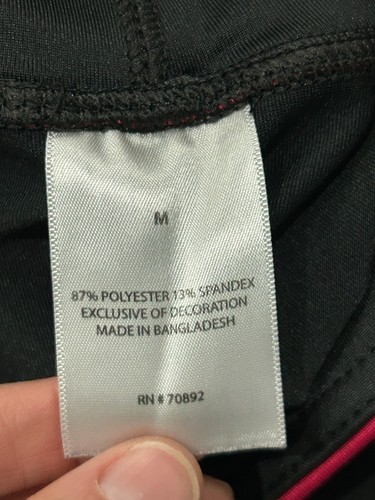 M
87% POLYESTER 13% SPANDEX
EXCLUSIVE OF DECORATION
MADE IN BANGLADESH
RN # 70892